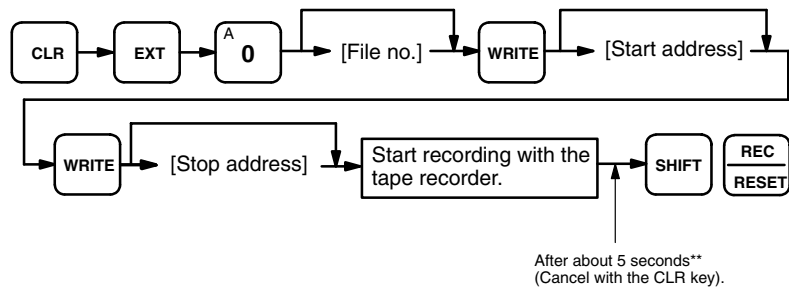 CLR
EXT
A
0
[File no.]
WRITE
[Start address]
WRITE
[Stop address]
Start recording with the
tape recorder.
SHIFT
REC
RESET
After about 5 seconds**
(Cancel with the CLR key).